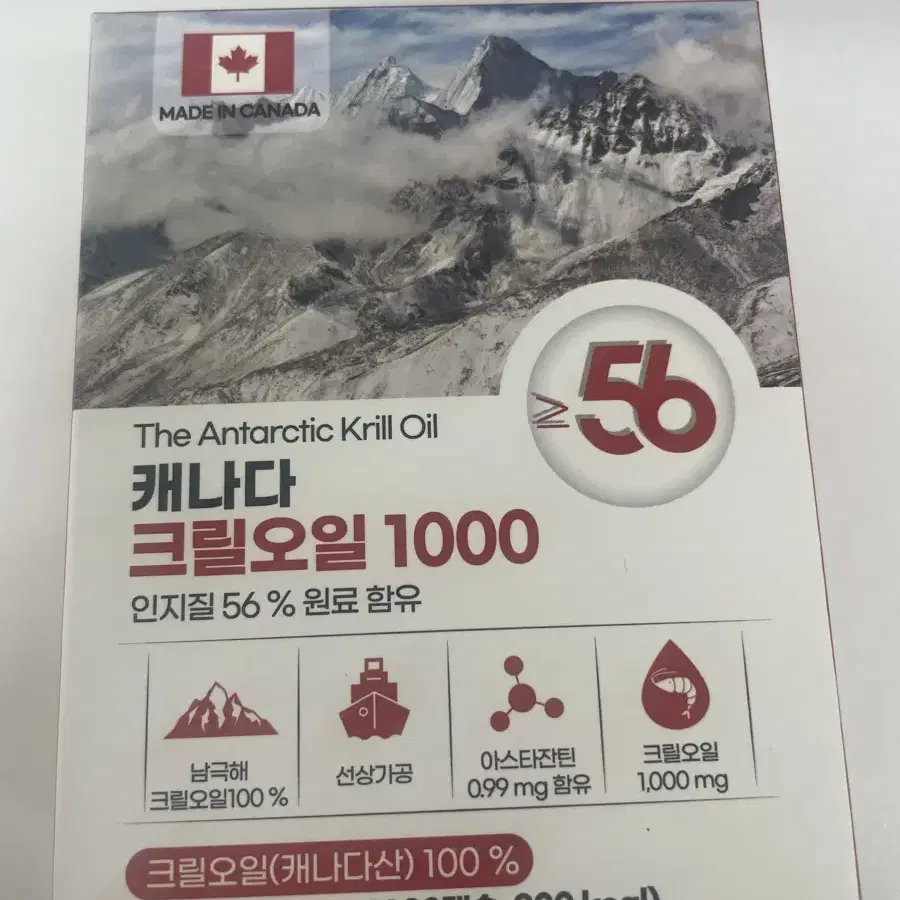 MADE IN CANADA
≥56
The Antarctic Krill Oil
캐나다
크릴오일 1000
인지질 56 % 원료 함유
남극해
크릴오일100 %
선상가공
아스타잔틴
0.99 mg 함유
크릴오일
1,000 mg
크릴오일(캐나다산) 100 %